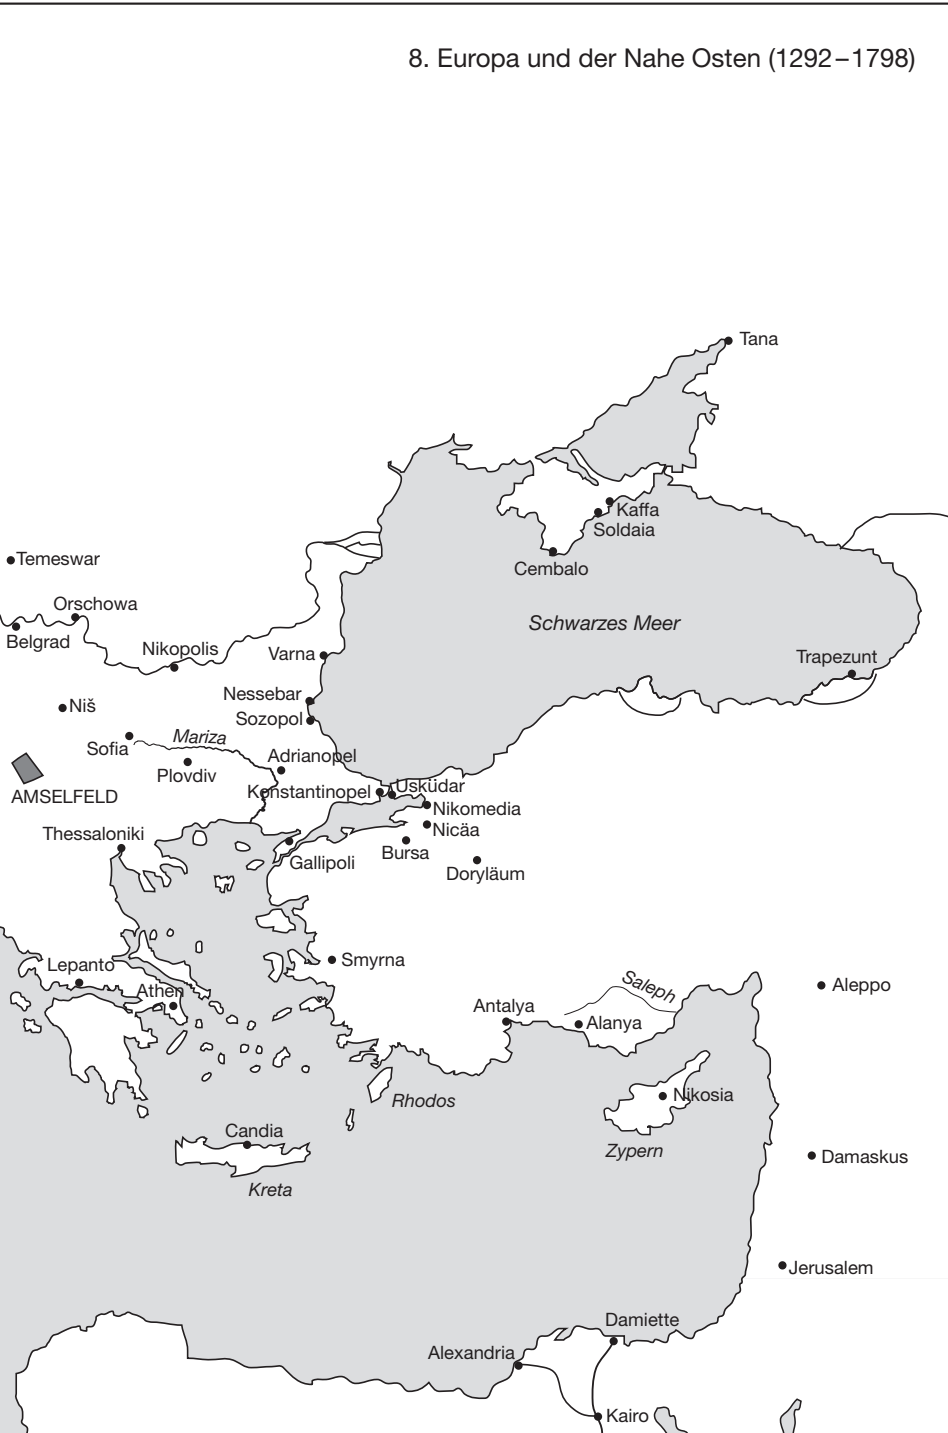 8. Europa und der Nahe Osten (1292–1798)
Tana
Kaffa
Soldaia
Cembalo
Temeswar
Orschowa
Belgrad
Schwarzes Meer
Nikopolis
Varna
Trapezunt
Nessebar
Niš
Sozopol
Mariza
Sofia
Adrianopel
Plovdiv
Üsküdar
Konstantinopel
AMSELFELD
Nikomedia
Nicäa
Thessaloniki
Bursa
Gallipoli
Doryläum
Smyrna
Lepanto
Saleph
Aleppo
Athen
Antalya
Alanya
Nikosia
Rhodos
Candia
Zypern
Damaskus
Kreta
Jerusalem
Damiette
Alexandria
Kairo